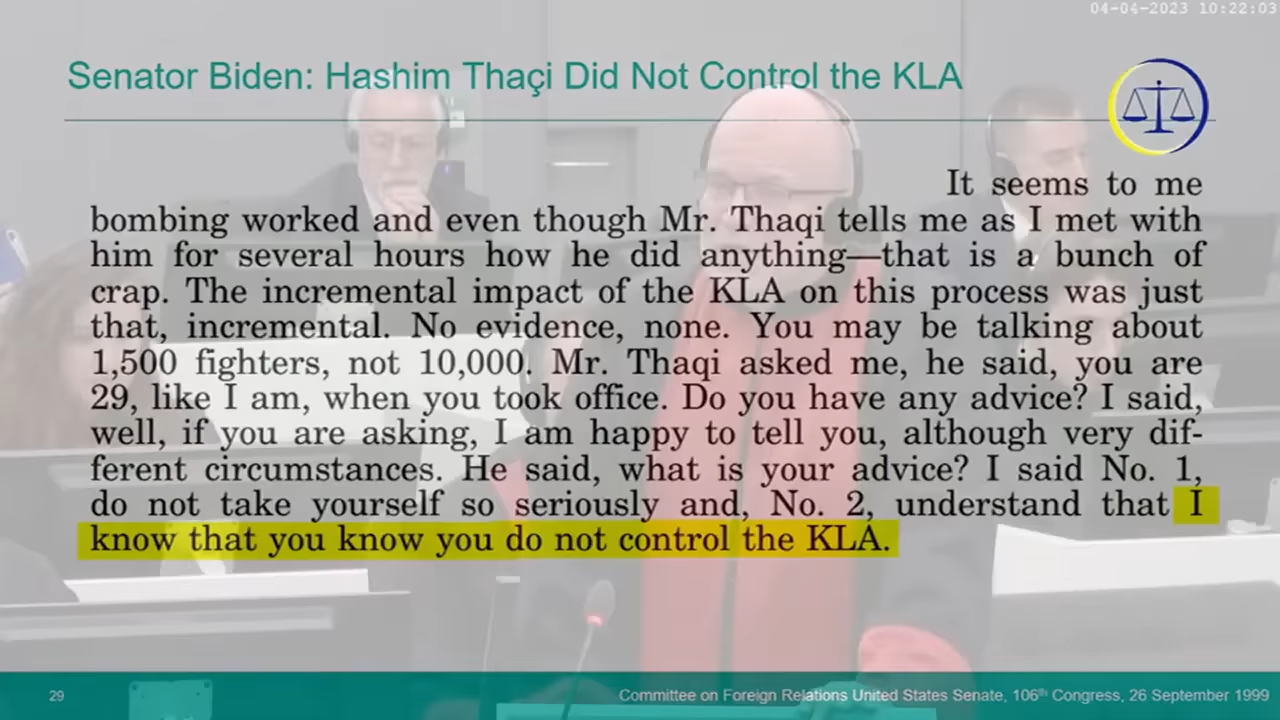 04-04-2023 10:22:03
Senator Biden: Hashim Thaçi Did Not Control the KLA
It seems to me
bombing worked and even though Mr. Thaqi tells me as I met with
him for several hours how he did anything—that is a bunch of
crap. The incremental impact of the KLA on this process was just
that, incremental. No evidence, none. You may be talking about
1,500 fighters, not 10,000. Mr. Thaqi asked me, he said, you are
29, like I am, when you took office. Do you have any advice? I said,
well, if you are asking, I am happy to tell you, although very dif-
ferent circumstances. He said, what is your advice? I said No. 1,
do not take yourself so seriously and, No. 2, understand that I
know that you know you do not control the KLA.
29
Committee on Foreign Relations United States Senate, 106th Congress, 26 September 1999